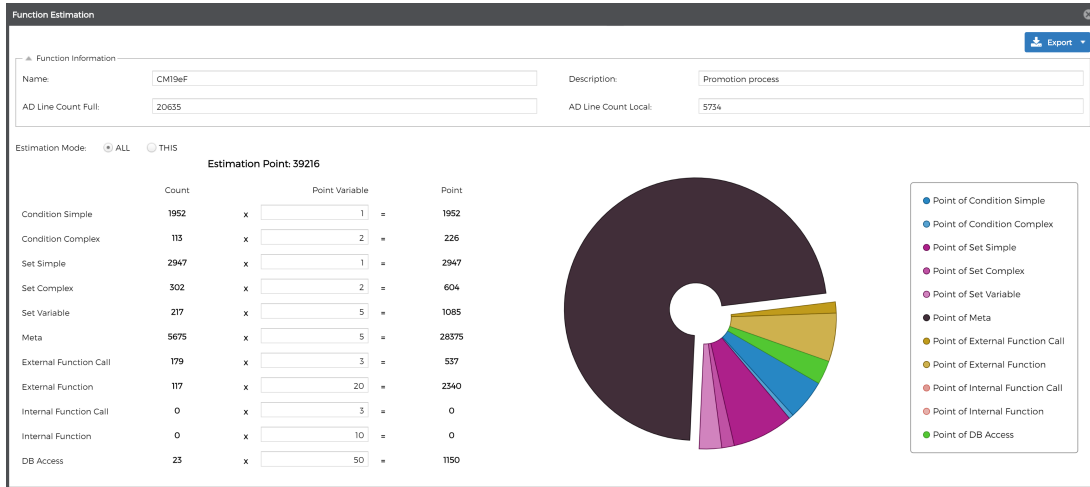 Function Estimation
Export
Function Information
Name: CM19eF Description: Promotion process
AD Line Count Full: 20635 AD Line Count Local: 5734
Estimation Mode: ALL THIS
Estimation Point: 39216
Count Point Variable Point
Condition Simple 1952 x 1 = 1952
Condition Complex 113 x 2 = 226
Set Simple 2947 x 1 = 2947
Set Complex 302 x 2 = 604
Set Variable 217 x 5 = 1085
Meta 5675 x 5 = 28375
External Function Call 179 x 3 = 537
External Function 117 x 20 = 2340
Internal Function Call 0 x 3 = 0
Internal Function 0 x 10 = 0
DB Access 23 x 50 = 1150
Point of Condition Simple
Point of Condition Complex
Point of Set Simple
Point of Set Complex
Point of Set Variable
Point of Meta
Point of External Function Call
Point of External Function
Point of Internal Function Call
Point of Internal Function
Point of DB Access